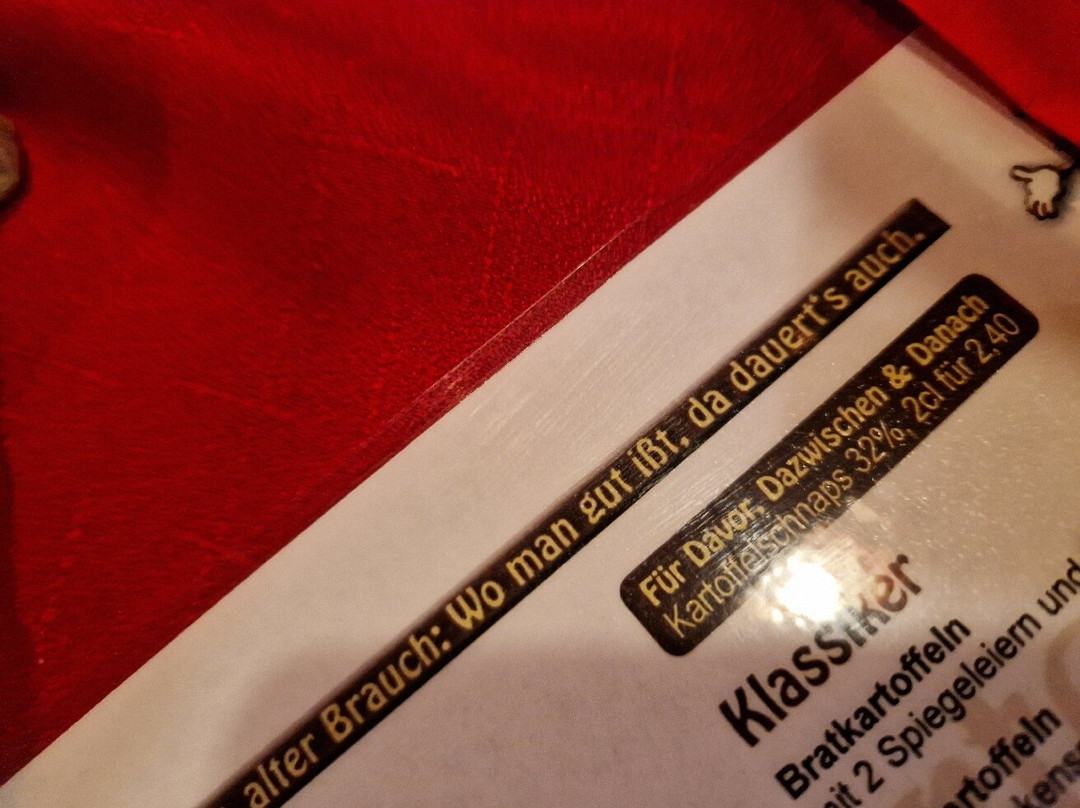 alter Brauch: Wo man gut ißt, da dauert's auch.
Für Davor, Dazwischen & Danach
Kartoffelschnaps 32%, 2cl für 2,40
Klassiker
Bratkartoffeln
mit 2 Spiegeleiern und